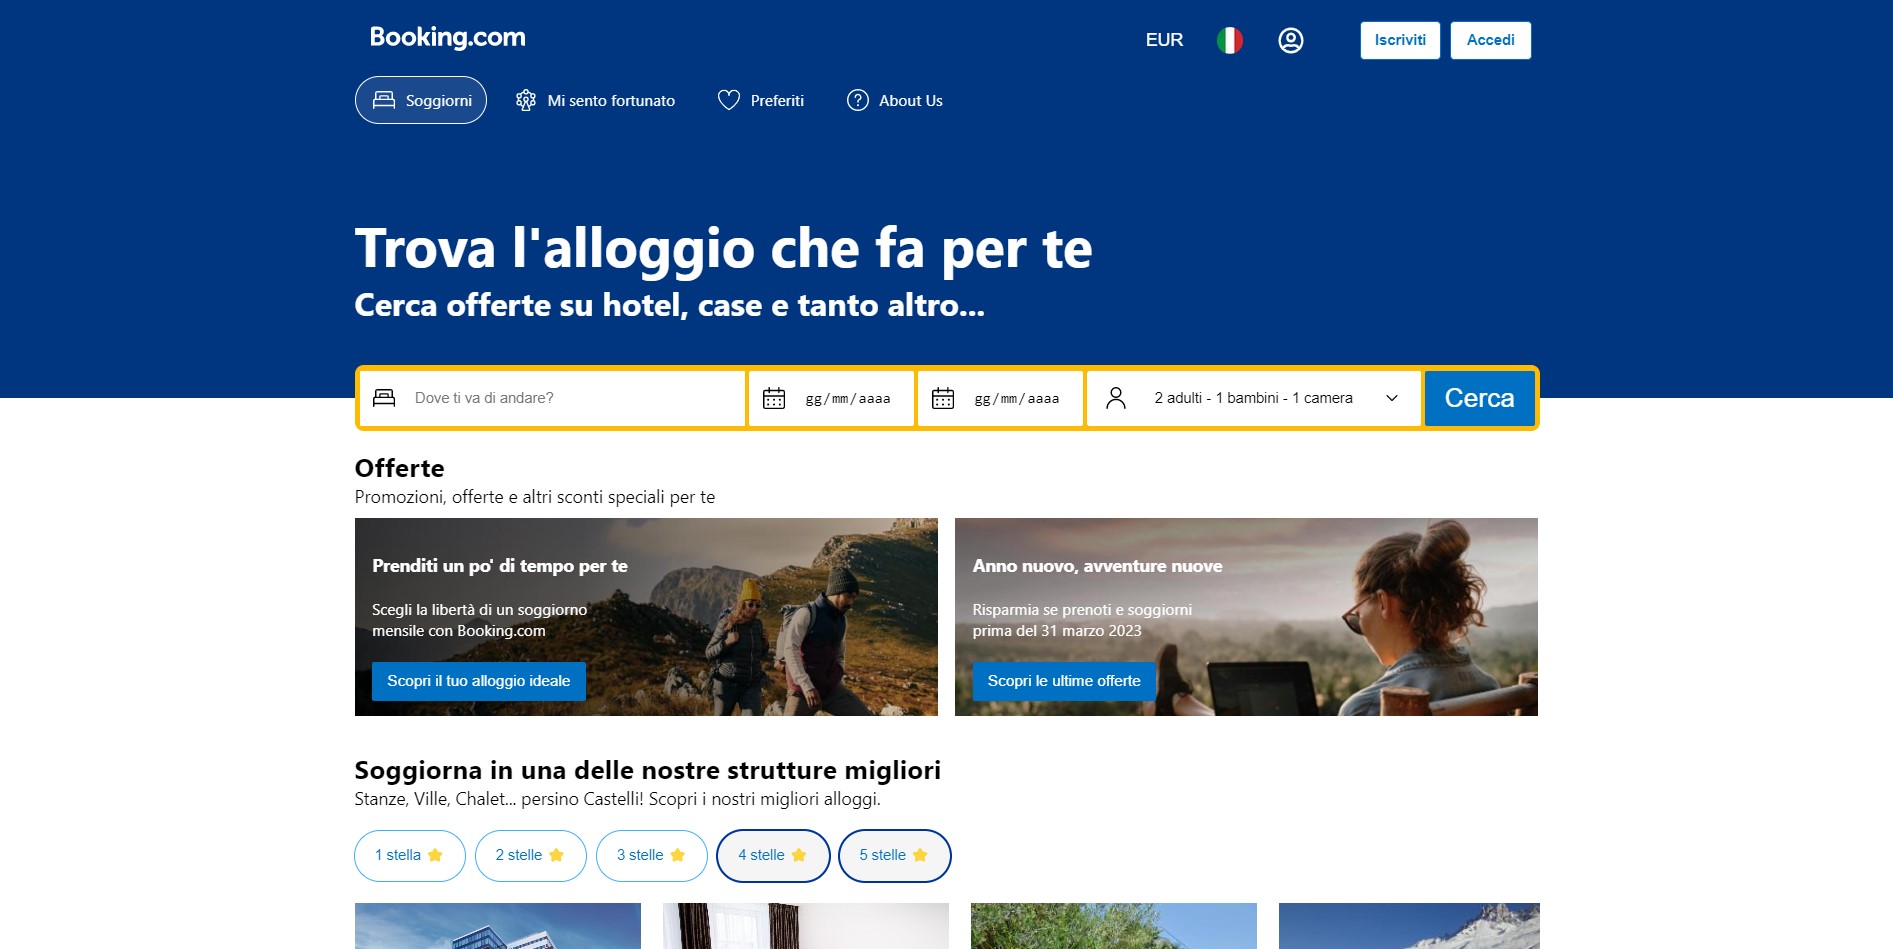 Booking.com
EUR
Iscriviti
Accedi
Soggiorni
Mi sento fortunato
Preferiti
About Us
Trova l'alloggio che fa per te
Cerca offerte su hotel, case e tanto altro...
Dove ti va di andare?
gg/mm/aaaa
gg/mm/aaaa
2 adulti - 1 bambini - 1 camera
Cerca
Offerte
Promozioni, offerte e altri sconti speciali per te
Prenditi un po' di tempo per te
Scegli la libertà di un soggiorno
mensile con Booking.com
Scopri il tuo alloggio ideale
Anno nuovo, avventure nuove
Risparmia se prenoti e soggiorni
prima del 31 marzo 2023
Scopri le ultime offerte
Soggiorna in una delle nostre strutture migliori
Stanze, Ville, Chalet... persino Castelli! Scopri i nostri migliori alloggi.
1 stella
2 stelle
3 stelle
4 stelle
5 stelle